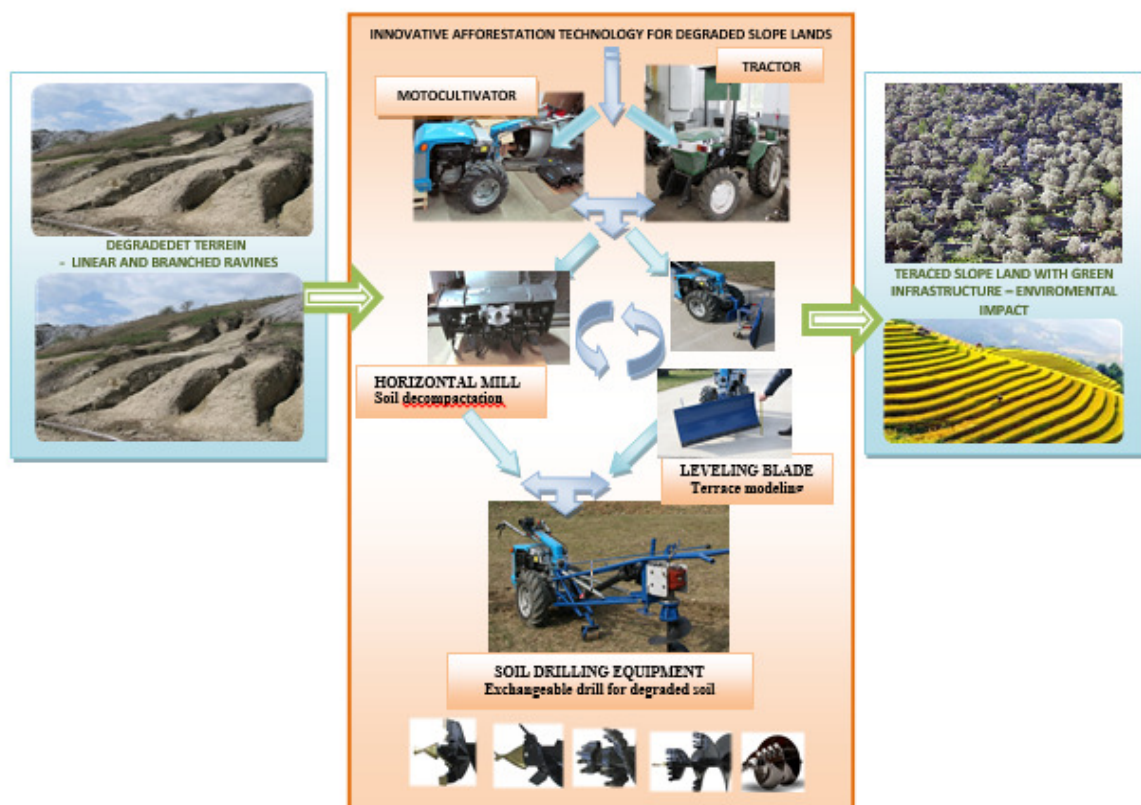 INNOVATIVE AFFORESTATION TECHNOLOGY FOR DEGRADED SLOPE LANDS
TRACTOR
MOTOCULTIVATOR
DEGRADEDET TERREIN
- LINEAR AND BRANCHED RAVINES
TERACED SLOPE LAND WITH GREEN
INFRASTRUCTURE – ENVIROMENTAL
IMPACT
HORIZONTAL MILL
Soil decompactation
LEVELING BLADE
Terrace modeling
SOIL DRILLING EQUIPMENT
Exchangeable drill for degraded soil